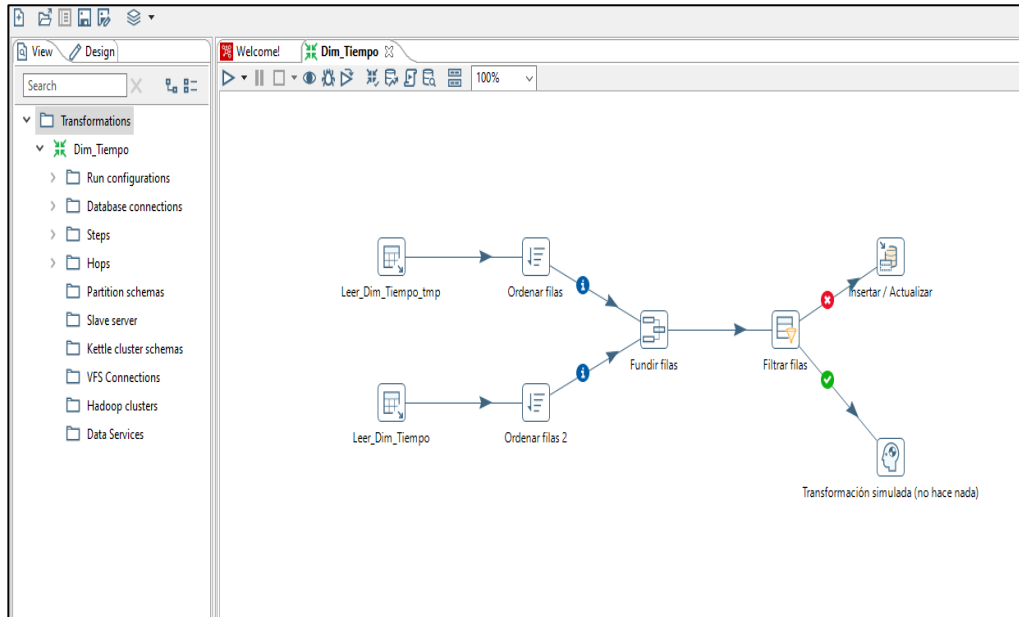 View
Design
Welcome!
Dim_Tiempo
Search
100%
Transformations
Dim_Tiempo
Run configurations
Database connections
Steps
Hops
Partition schemas
Slave server
Kettle cluster schemas
VFS Connections
Hadoop clusters
Data Services
Leer_Dim_Tiempo_tmp
Ordenar filas
Insertar / Actualizar
Fundir filas
Filtrar filas
Leer_Dim_Tiempo
Ordenar filas 2
Transformación simulada (no hace nada)